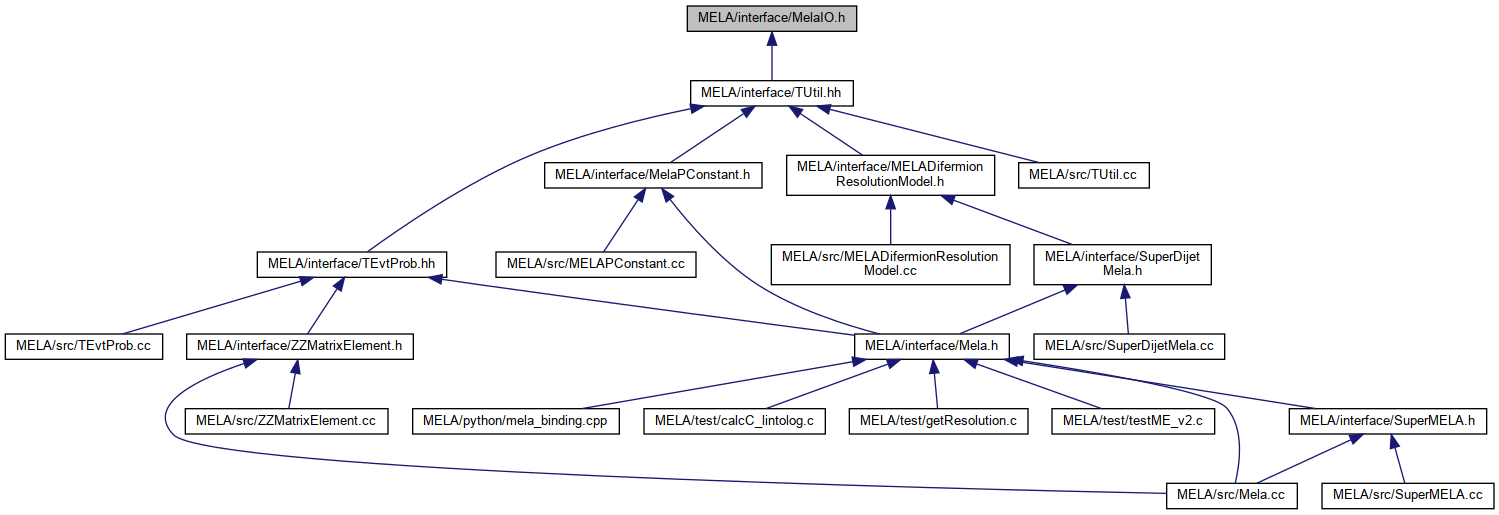 MELA/interface/MelaIO.h
MELA/interface/TUtil.hh
MELA/interface/MelaPConstant.h
MELA/interface/MELADifermion
ResolutionModel.h
MELA/src/TUtil.cc
MELA/interface/TEvtProb.hh
MELA/src/MELAPConstant.cc
MELA/src/MELADifermionResolution
Model.cc
MELA/interface/SuperDijet
Mela.h
MELA/src/TEvtProb.cc
MELA/interface/ZZMatrixElement.h
MELA/interface/Mela.h
MELA/src/SuperDijetMela.cc
MELA/src/ZZMatrixElement.cc
MELA/python/mela_binding.cpp
MELA/test/calcC_lintolog.c
MELA/test/getResolution.c
MELA/test/testME_v2.c
MELA/interface/SuperMELA.h
MELA/src/Mela.cc
MELA/src/SuperMELA.cc